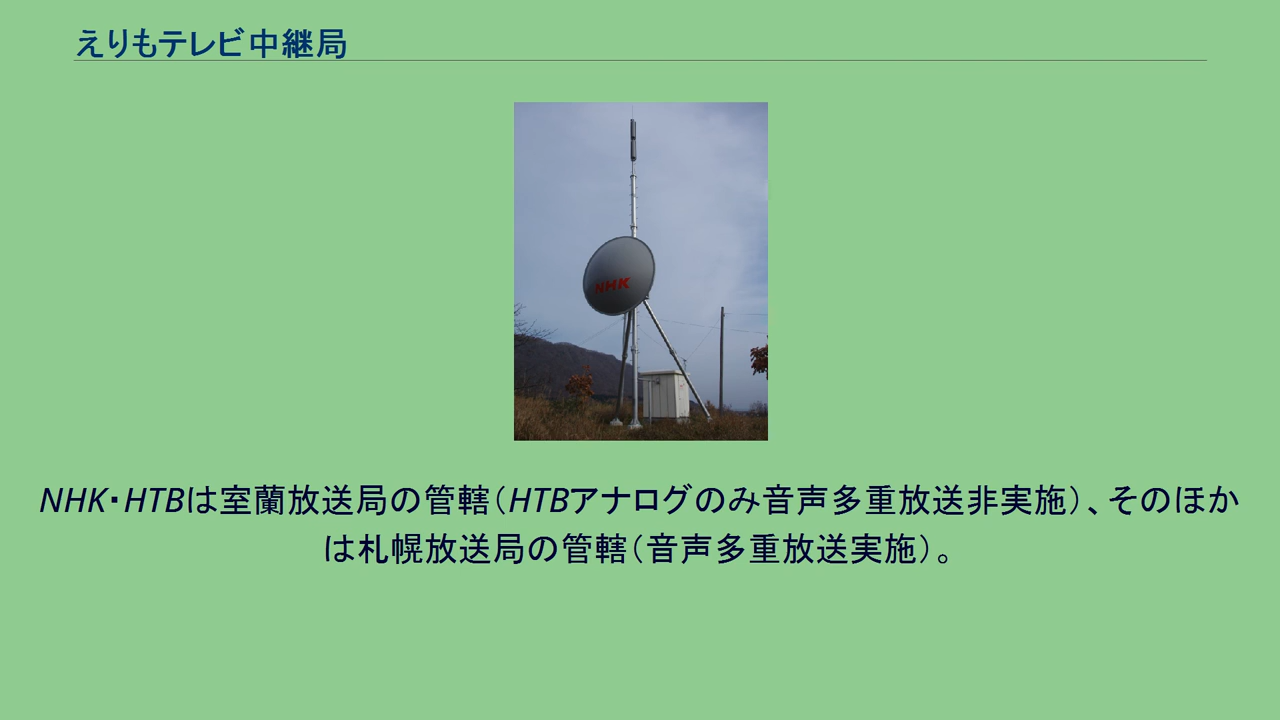 えりもテレビ中継局
NHK
NHK・HTBは室蘭放送局の管轄（HTBアナログのみ音声多重放送非実施）、そのほか
は札幌放送局の管轄（音声多重放送実施）。